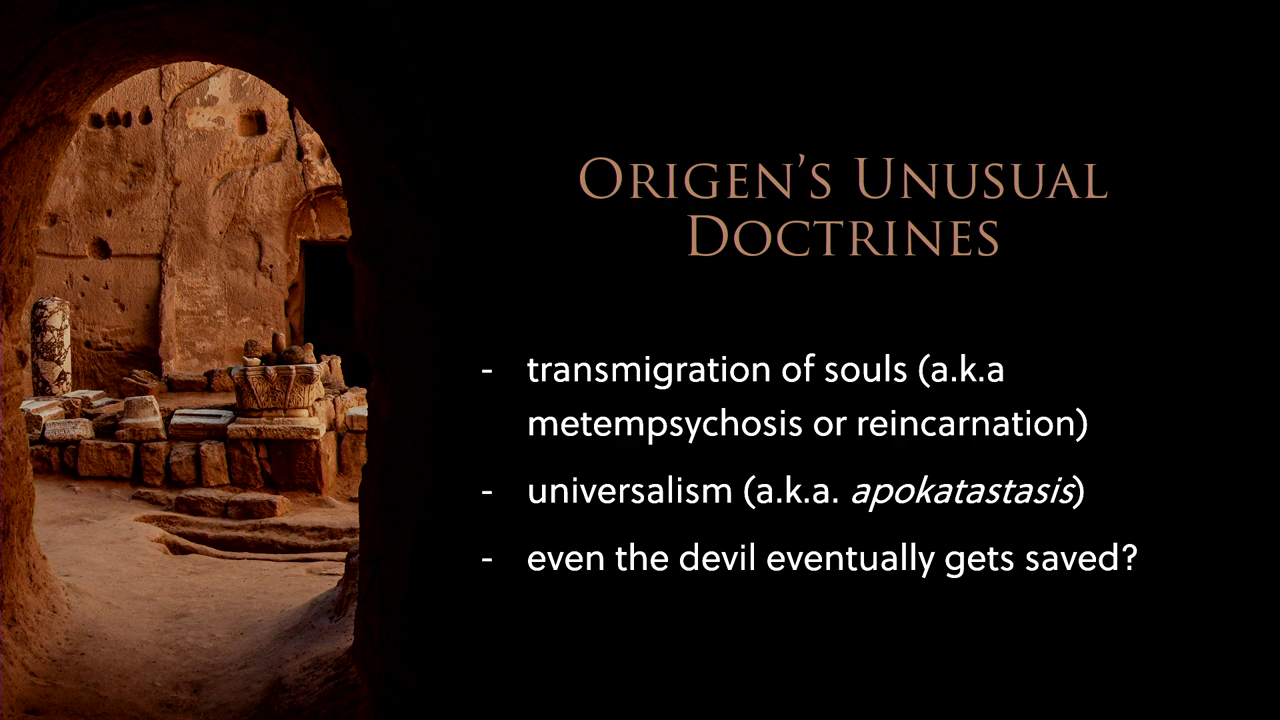 Origen’s Unusual
Doctrines
- transmigration of souls (a.k.a
metempsychosis or reincarnation)
- universalism (a.k.a. apokatastasis)
- even the devil eventually gets saved?